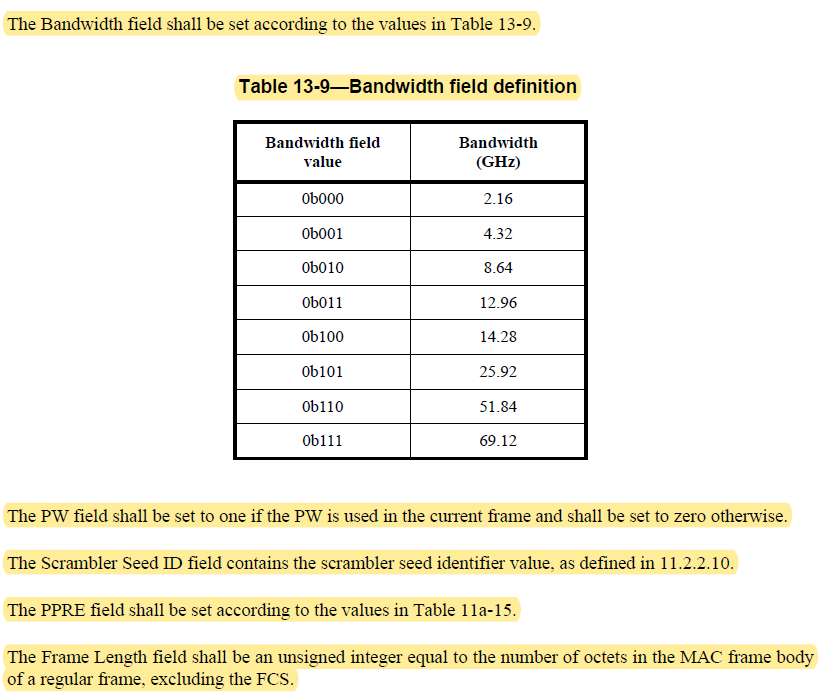 The Bandwidth field shall be set according to the values in Table 13-9.
Table 13-9—Bandwidth field definition
Bandwidth field value
Bandwidth (GHz)
0b000 2.16
0b001 4.32
0b010 8.64
0b011 12.96
0b100 14.28
0b101 25.92
0b110 51.84
0b111 69.12
The PW field shall be set to one if the PW is used in the current frame and shall be set to zero otherwise.
The Scrambler Seed ID field contains the scrambler seed identifier value, as defined in 11.2.2.10.
The PPRE field shall be set according to the values in Table 11a-15.
The Frame Length field shall be an unsigned integer equal to the number of octets in the MAC frame body
of a regular frame, excluding the FCS.